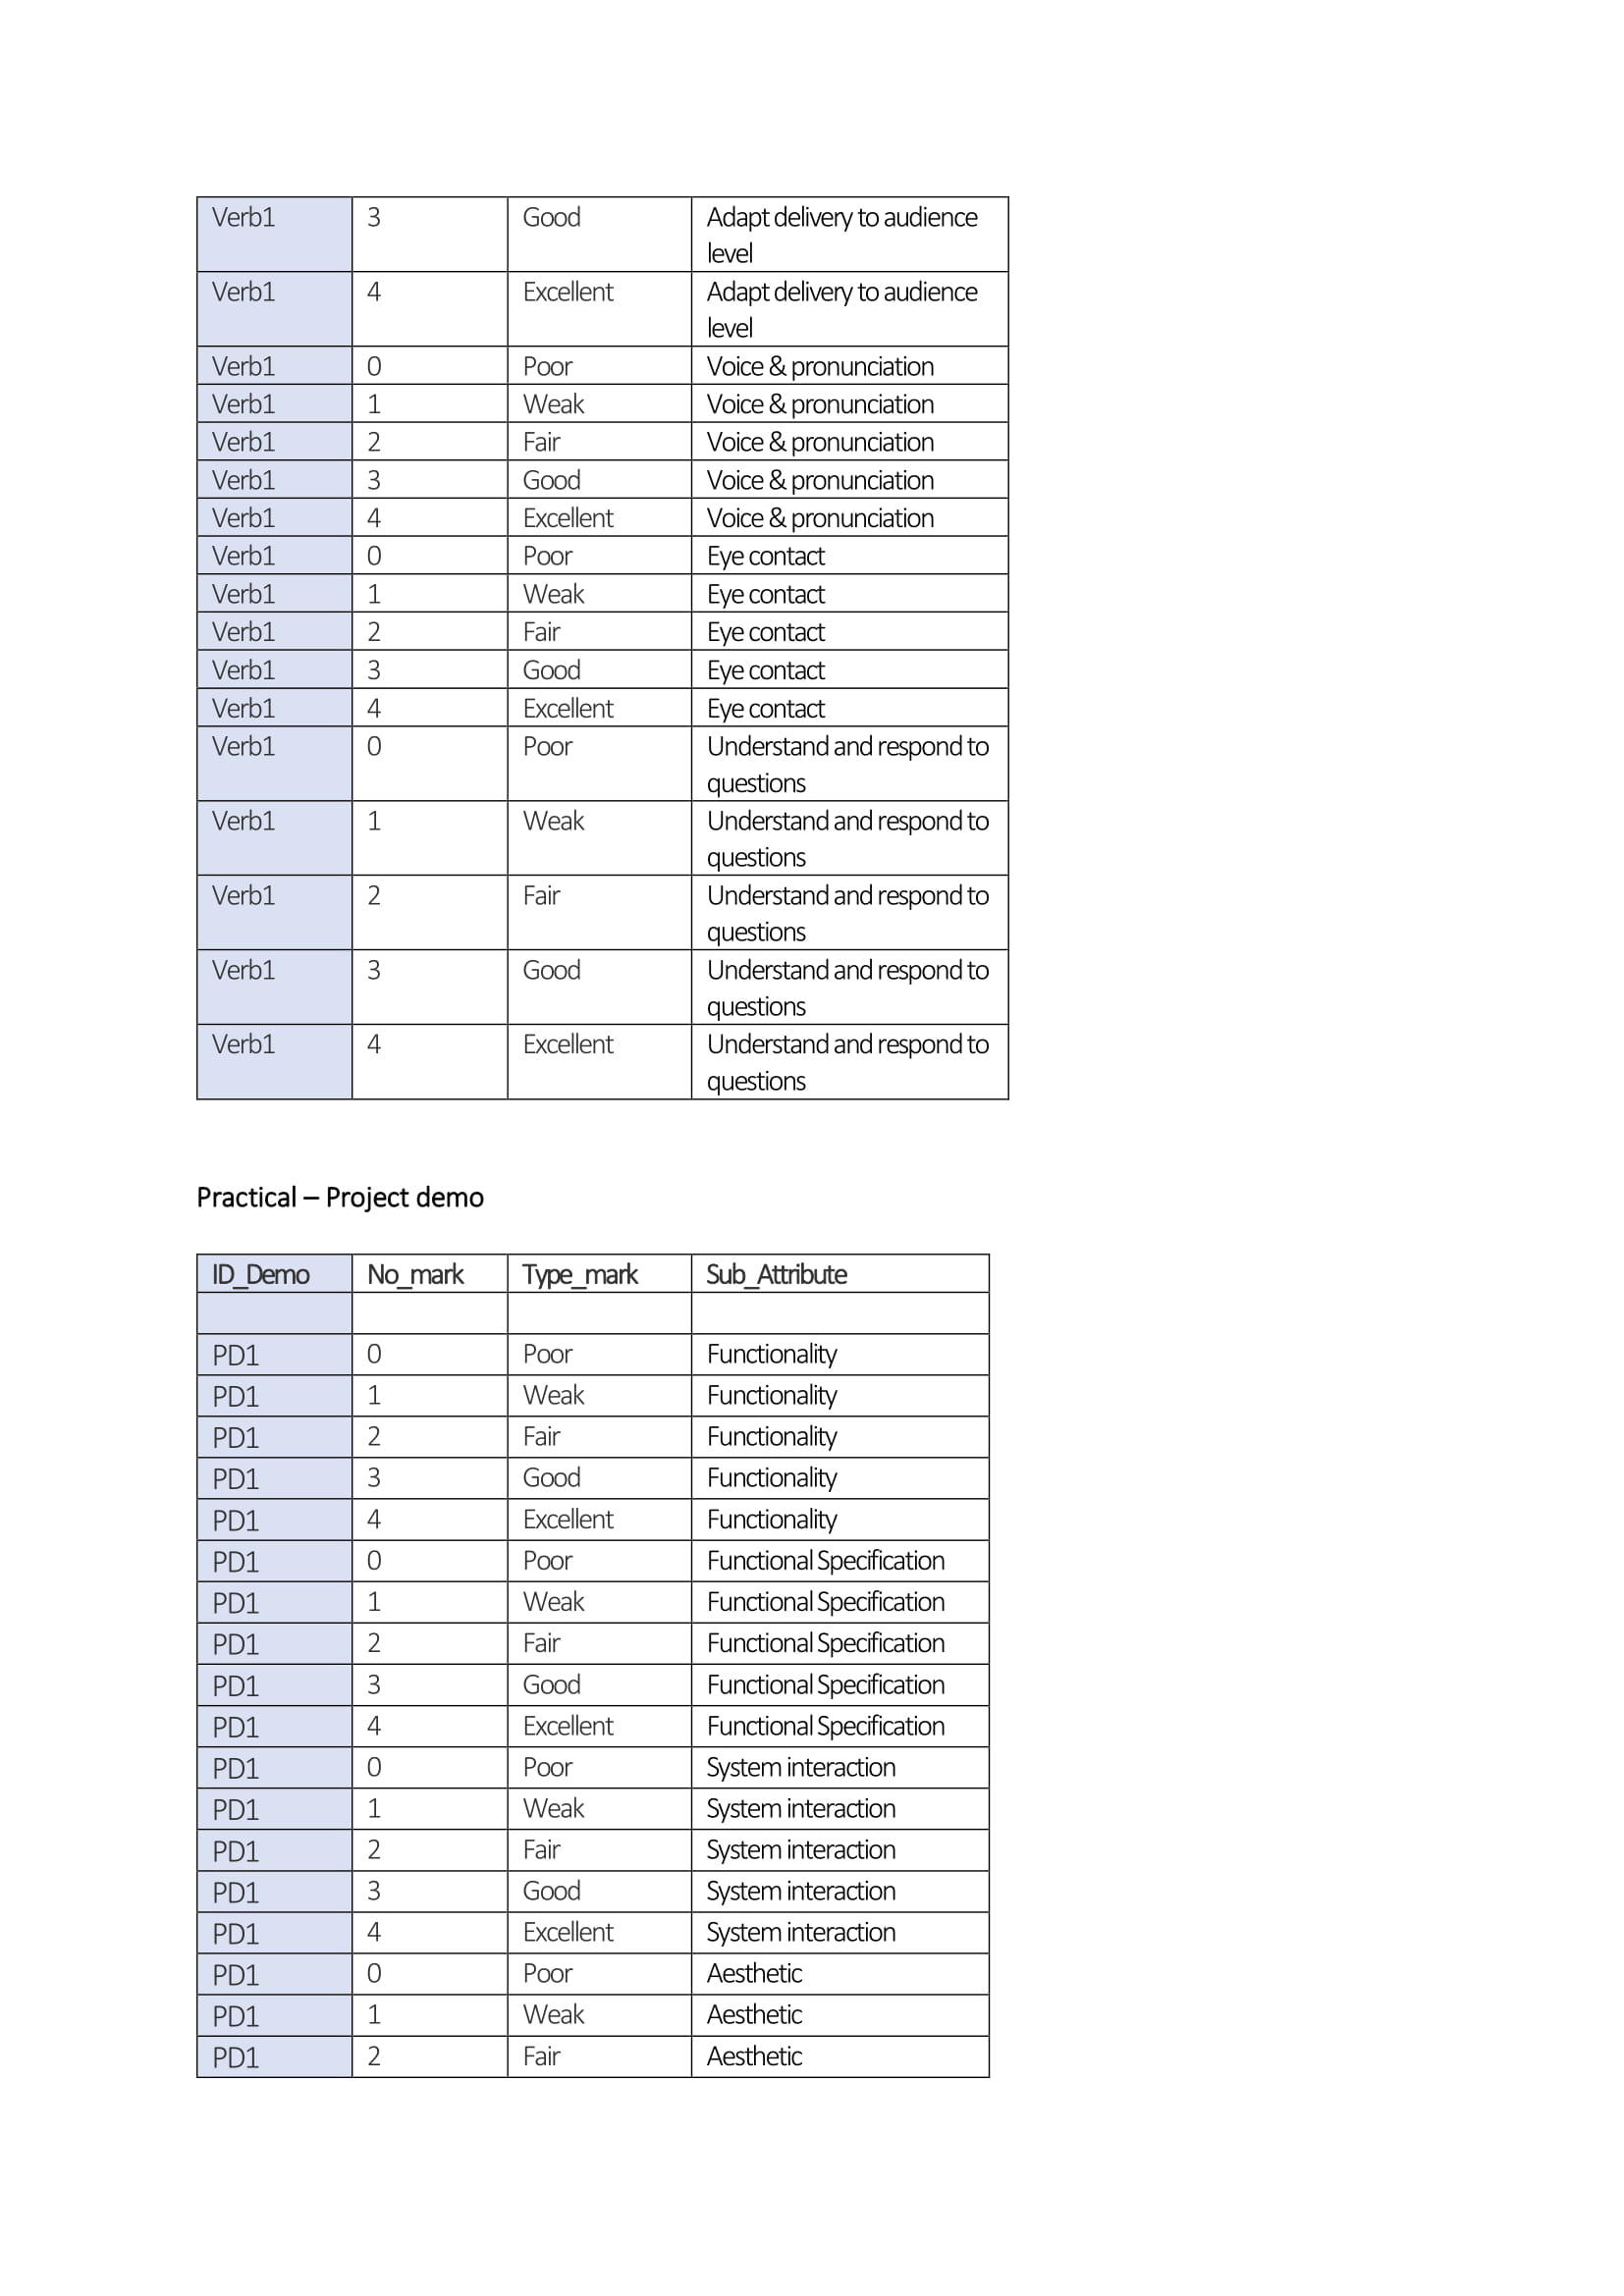 Verb1 3 Good Adapt delivery to audience
level
Verb1 4 Excellent Adapt delivery to audience
level
Verb1 0 Poor Voice & pronunciation
Verb1 1 Weak Voice & pronunciation
Verb1 2 Fair Voice & pronunciation
Verb1 3 Good Voice & pronunciation
Verb1 4 Excellent Voice & pronunciation
Verb1 0 Poor Eye contact
Verb1 1 Weak Eye contact
Verb1 2 Fair Eye contact
Verb1 3 Good Eye contact
Verb1 4 Excellent Eye contact
Verb1 0 Poor Understand and respond to
questions
Verb1 1 Weak Understand and respond to
questions
Verb1 2 Fair Understand and respond to
questions
Verb1 3 Good Understand and respond to
questions
Verb1 4 Excellent Understand and respond to
questions
Practical – Project demo
ID_Demo No_mark Type_mark Sub_Attribute
PD1 0 Poor Functionality
PD1 1 Weak Functionality
PD1 2 Fair Functionality
PD1 3 Good Functionality
PD1 4 Excellent Functionality
PD1 0 Poor Functional Specification
PD1 1 Weak Functional Specification
PD1 2 Fair Functional Specification
PD1 3 Good Functional Specification
PD1 4 Excellent Functional Specification
PD1 0 Poor System interaction
PD1 1 Weak System interaction
PD1 2 Fair System interaction
PD1 3 Good System interaction
PD1 4 Excellent System interaction
PD1 0 Poor Aesthetic
PD1 1 Weak Aesthetic
PD1 2 Fair Aesthetic